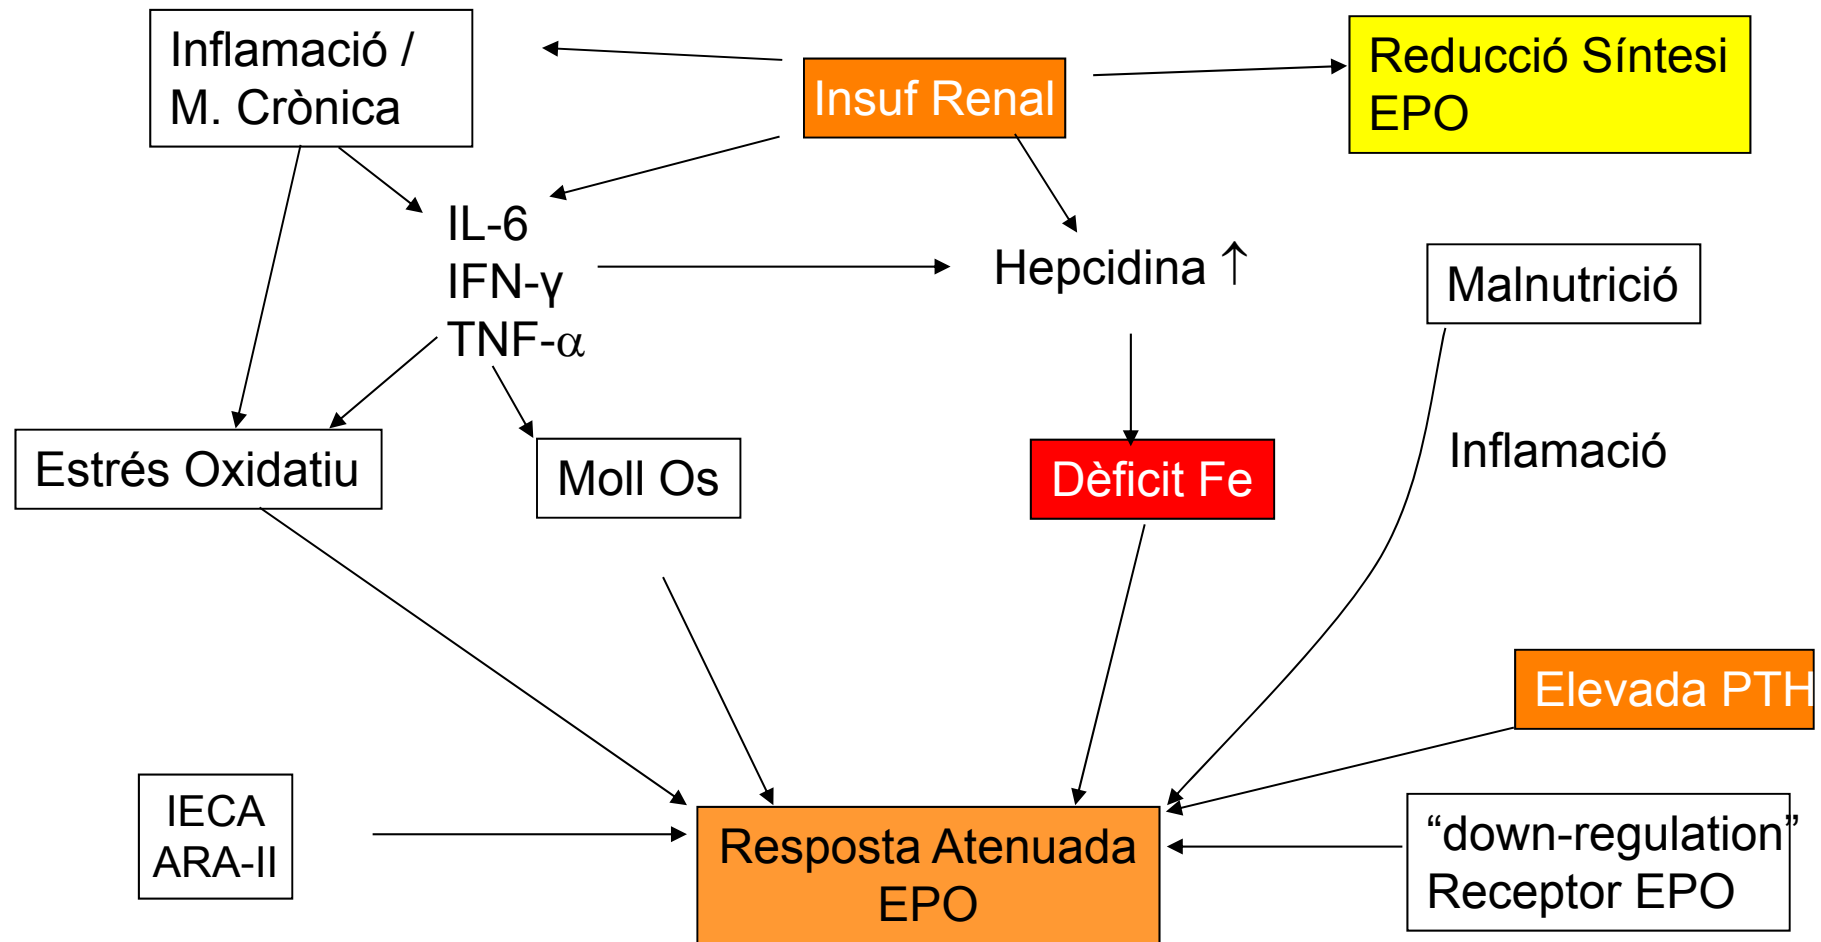 Inflamació /
M. Crònica
Insuf Renal
Reducció Síntesi
EPO
IL-6
IFN-γ
TNF-α
Hepcidina ↑
Malnutrició
Inflamació
Estrés Oxidatiu
Moll Os
Dèficit Fe
Elevada PTH
IECA
ARA-II
Resposta Atenuada
EPO
“down-regulation”
Receptor EPO